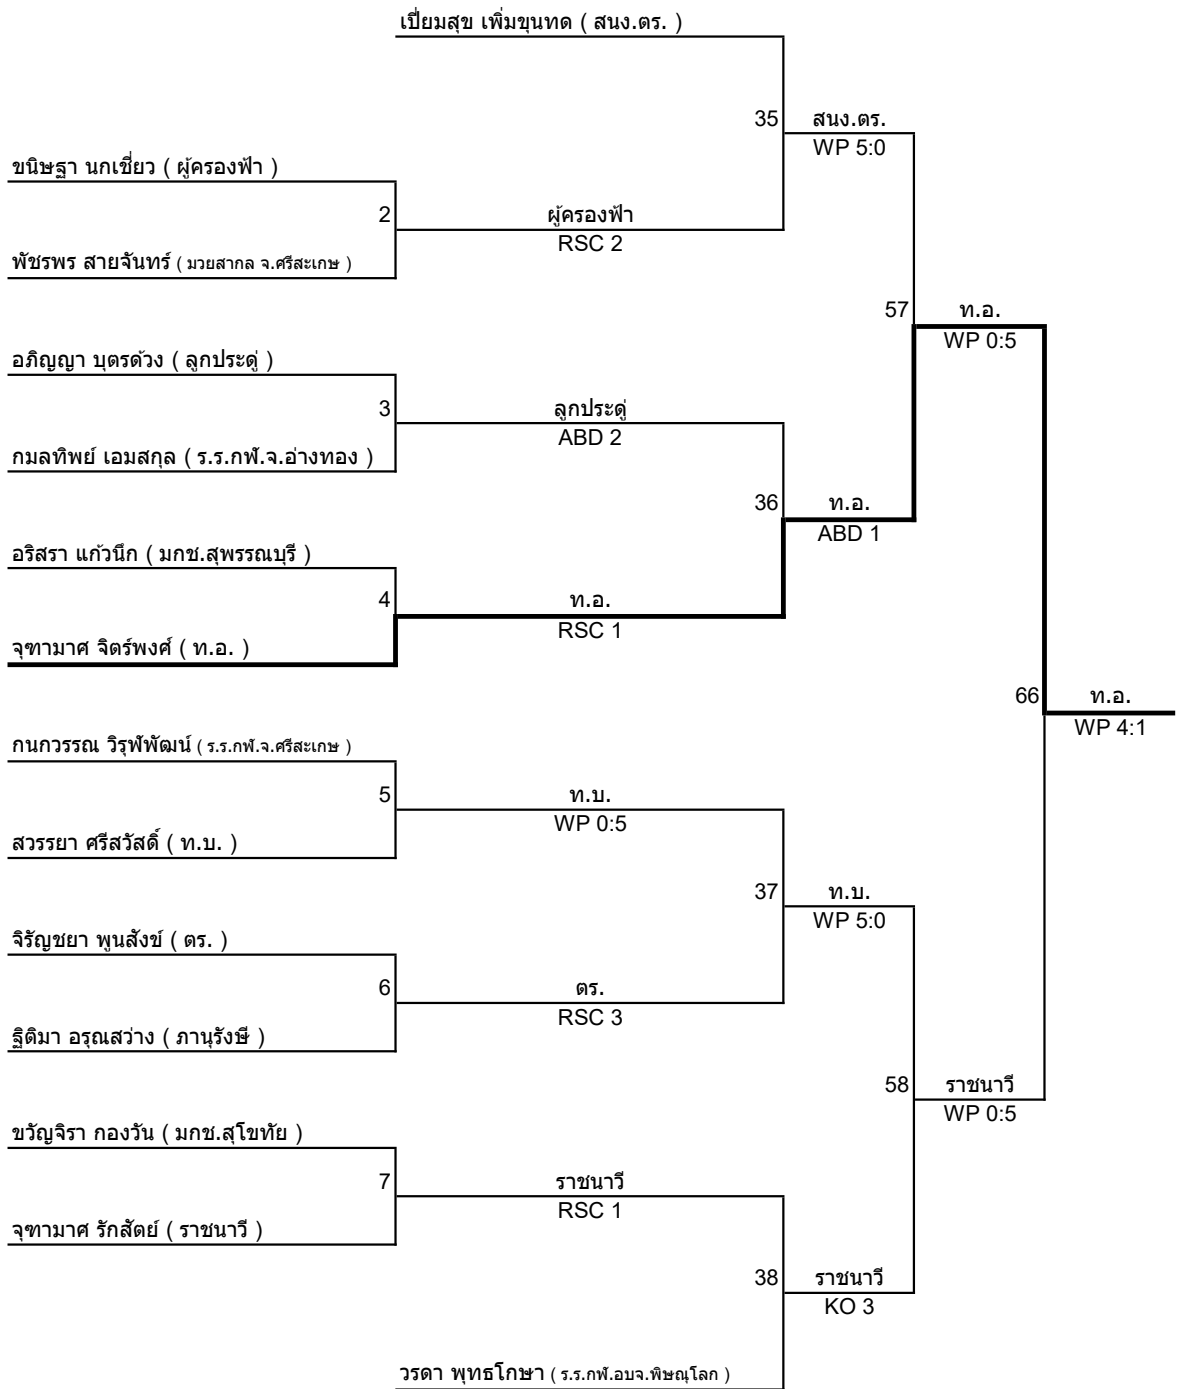 เปี่ยมสุข เพิ่มขุนทด ( สนง.ตร. )
35
สนง.ตร.
WP 5:0
ขนิษฐา นกเชี่ยว ( ผู้ครองฟ้า )
2
ผู้ครองฟ้า
RSC 2
พัชรพร สายจันทร์ ( มวยสากล จ.ศรีสะเกษ )
57
ท.อ.
WP 0:5
อภิญญา บุตรด้วง ( ลูกประดู่ )
3
ลูกประดู่
ABD 2
กมลทิพย์ เอมสกุล ( ร.ร.กฬ.จ.อ่างทอง )
36
ท.อ.
ABD 1
อริสรา แก้วนึก ( มกช.สุพรรณบุรี )
4
ท.อ.
RSC 1
จุฑามาศ จิตร์พงศ์ ( ท.อ. )
66
ท.อ.
WP 4:1
กนกวรรณ วิรุฬพัฒน์ ( ร.ร.กฬ.จ.ศรีสะเกษ )
5
ท.บ.
WP 0:5
สวรรยา ศรีสวัสดิ์ ( ท.บ. )
37
ท.บ.
WP 5:0
จิรัญชยา พูนสังข์ ( ตร. )
6
ตร.
RSC 3
ฐิติมา อรุณสว่าง ( ภานุรังษี )
58
ราชนาวี
WP 0:5
ขวัญจิรา กองวัน ( มกช.สุโขทัย )
7
ราชนาวี
RSC 1
จุฑามาศ รักสัตย์ ( ราชนาวี )
38
ราชนาวี
KO 3
วรดา พุทธโกษา ( ร.ร.กฬ.อบจ.พิษณุโลก )